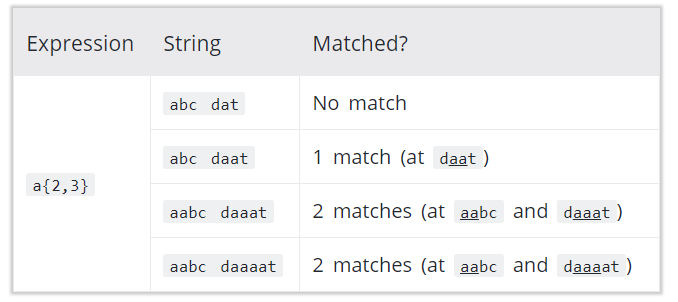 Expression String Matched?
abc dat No match
abc daat 1 match (at daat)
a{2,3}
aabc daaat 2 matches (at aabc and daaat)
aabc daaaat 2 matches (at aabc and daaaat)